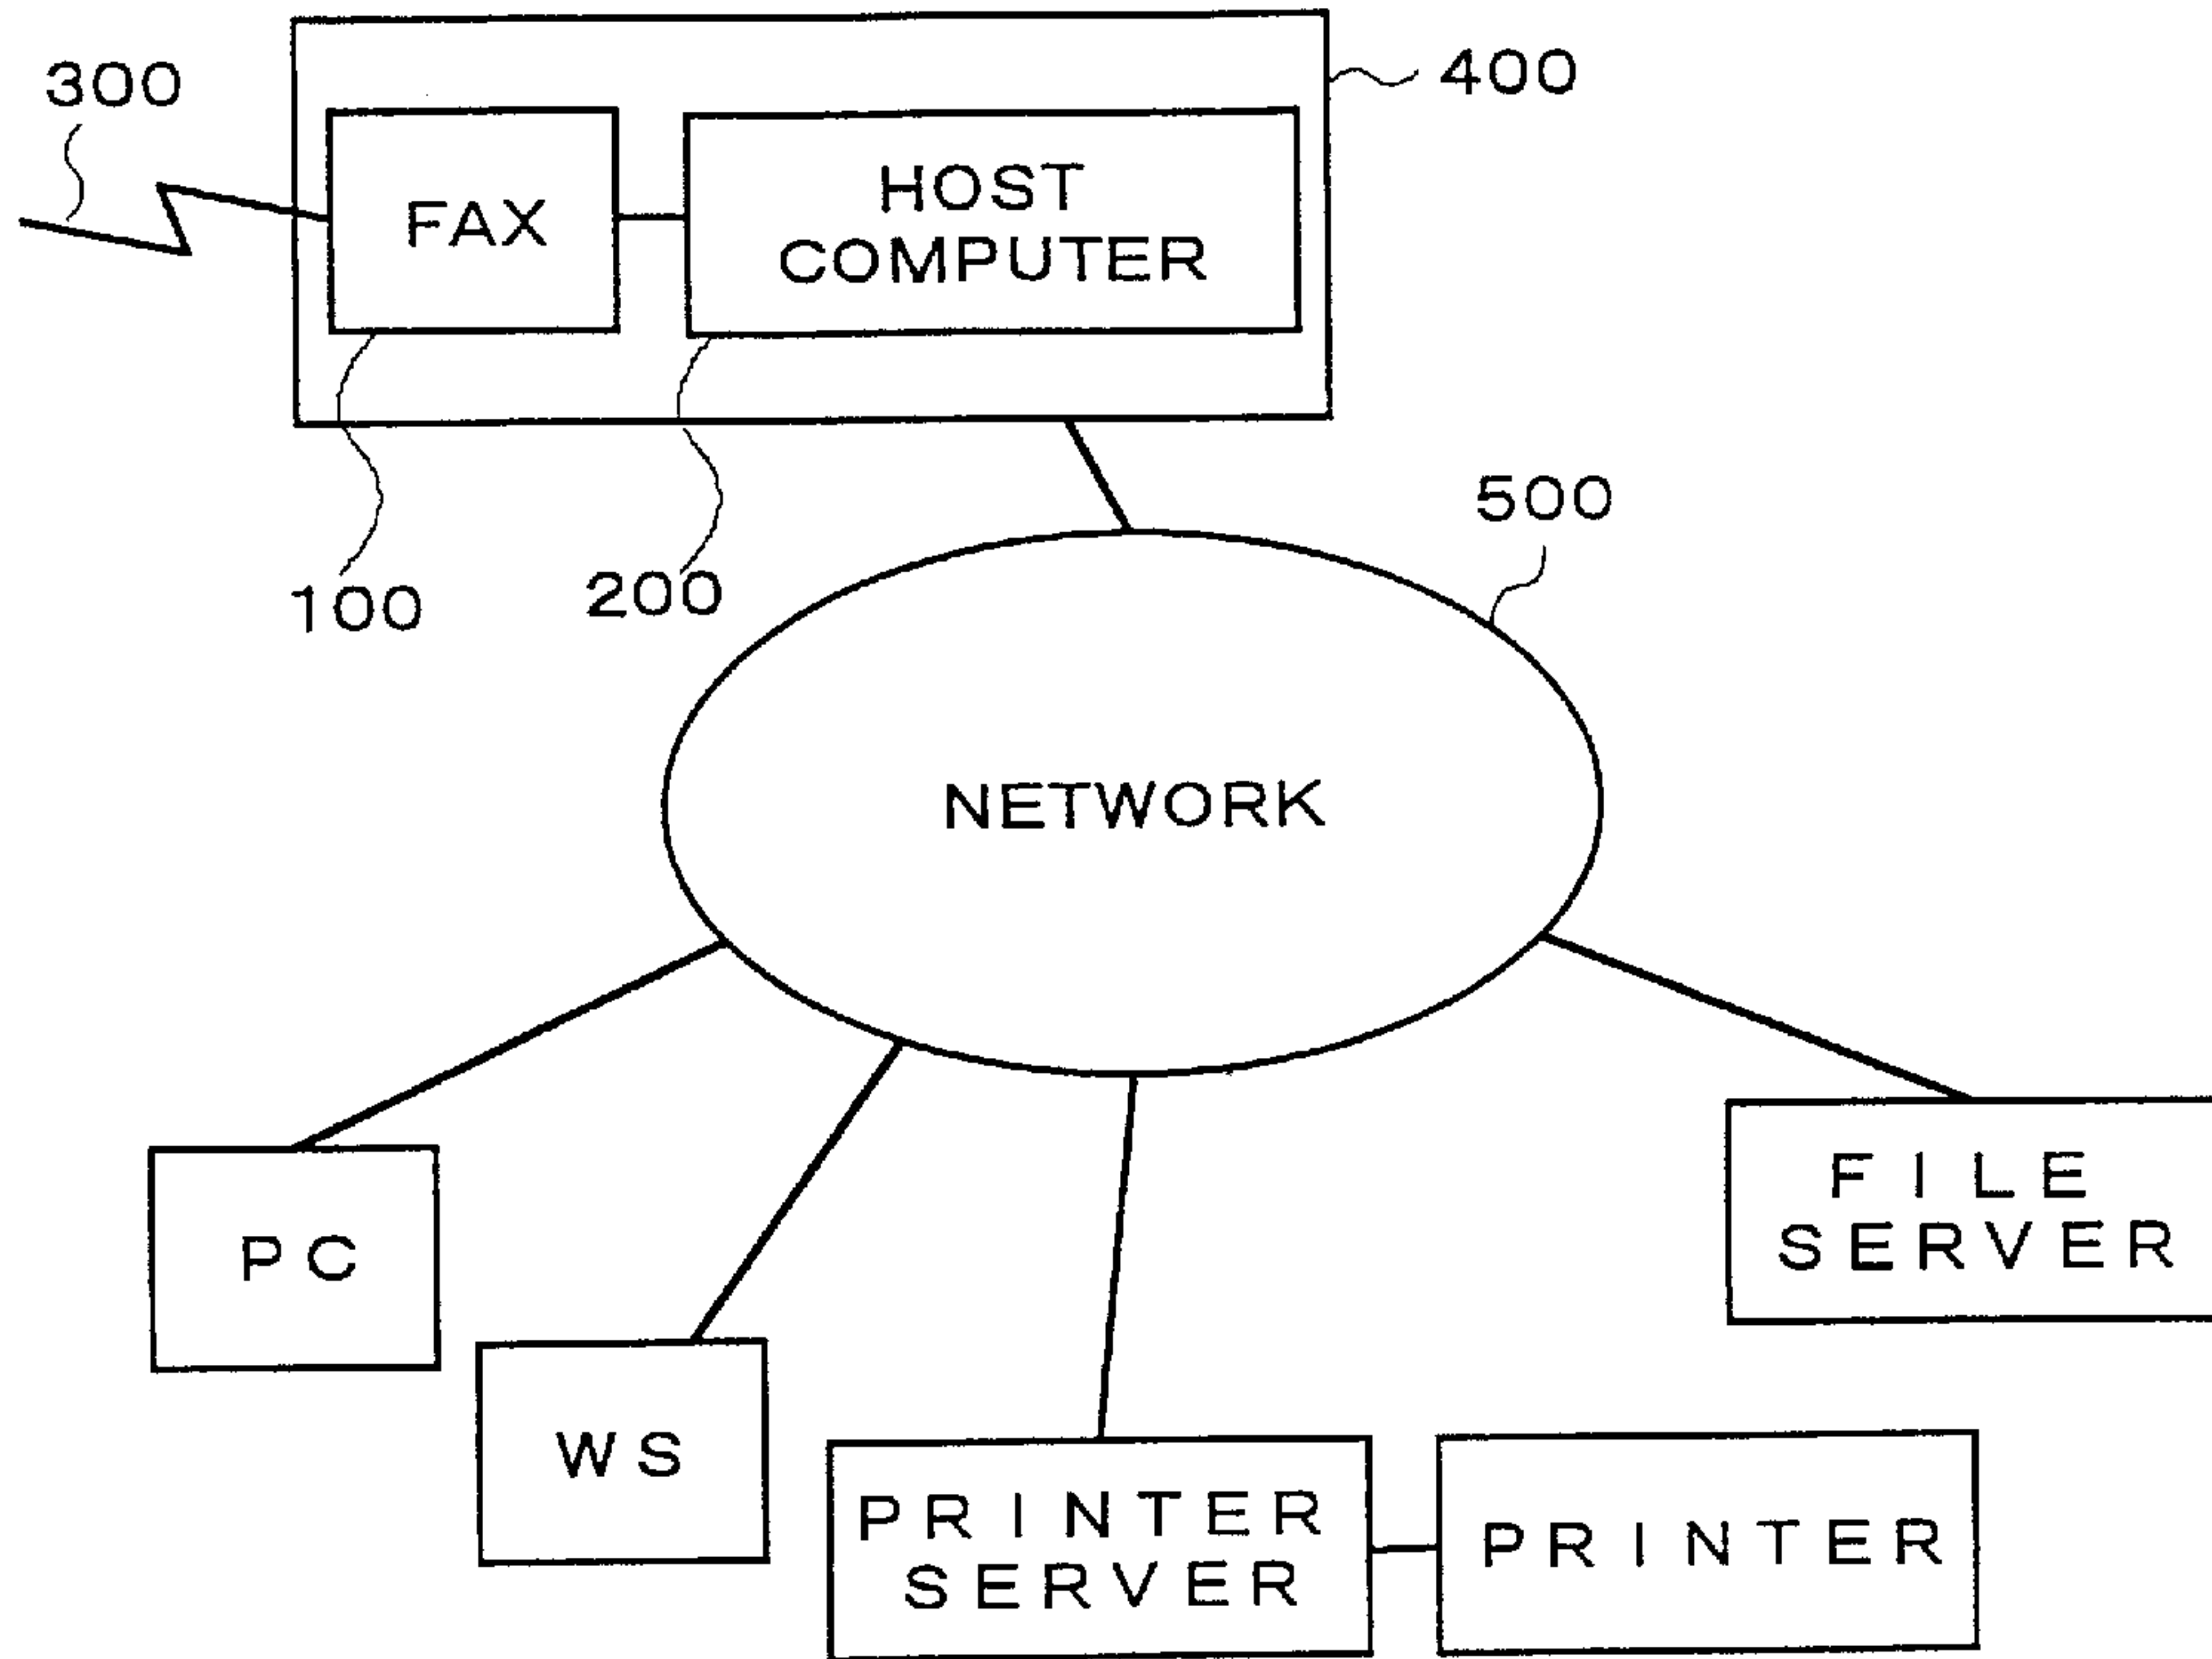 300
400
FAX
HOST
COMPUTER
100
200
500
NETWORK
PC
WS
PRINTER
SERVER
PRINTER
FILE
SERVER